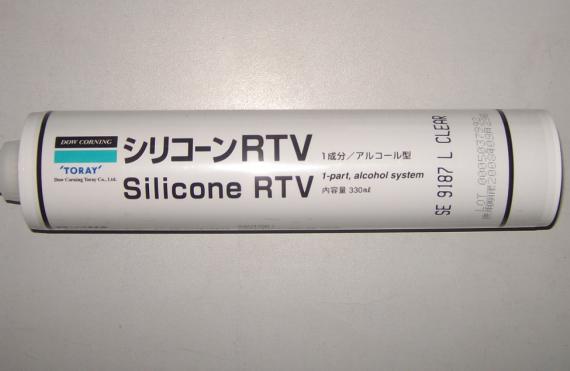 DOW CORNING
'TORAY'
Dow Corning Toray Co., Ltd.
シリコーンRTV
Silicone RTV
1成分／アルコール型
1-part, alcohol system
内容量 330㎖
SE 9187 L CLEAR
LOT